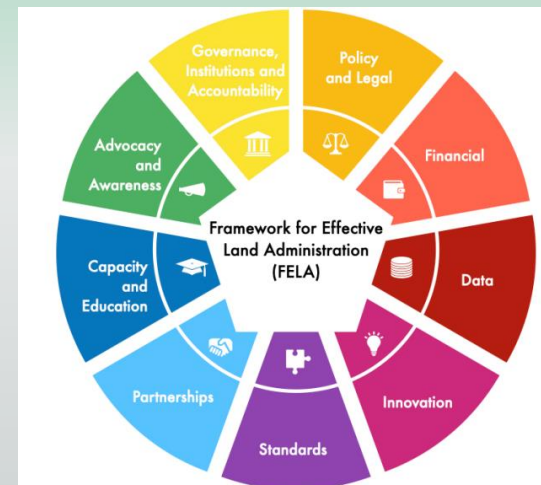 Governance,
Institutions and
Accountability
Policy
and Legal
Financial
Data
Innovation
Standards
Partnerships
Capacity
and
Education
Advocacy
and
Awareness
Framework for Effective
Land Administration
(FELA)